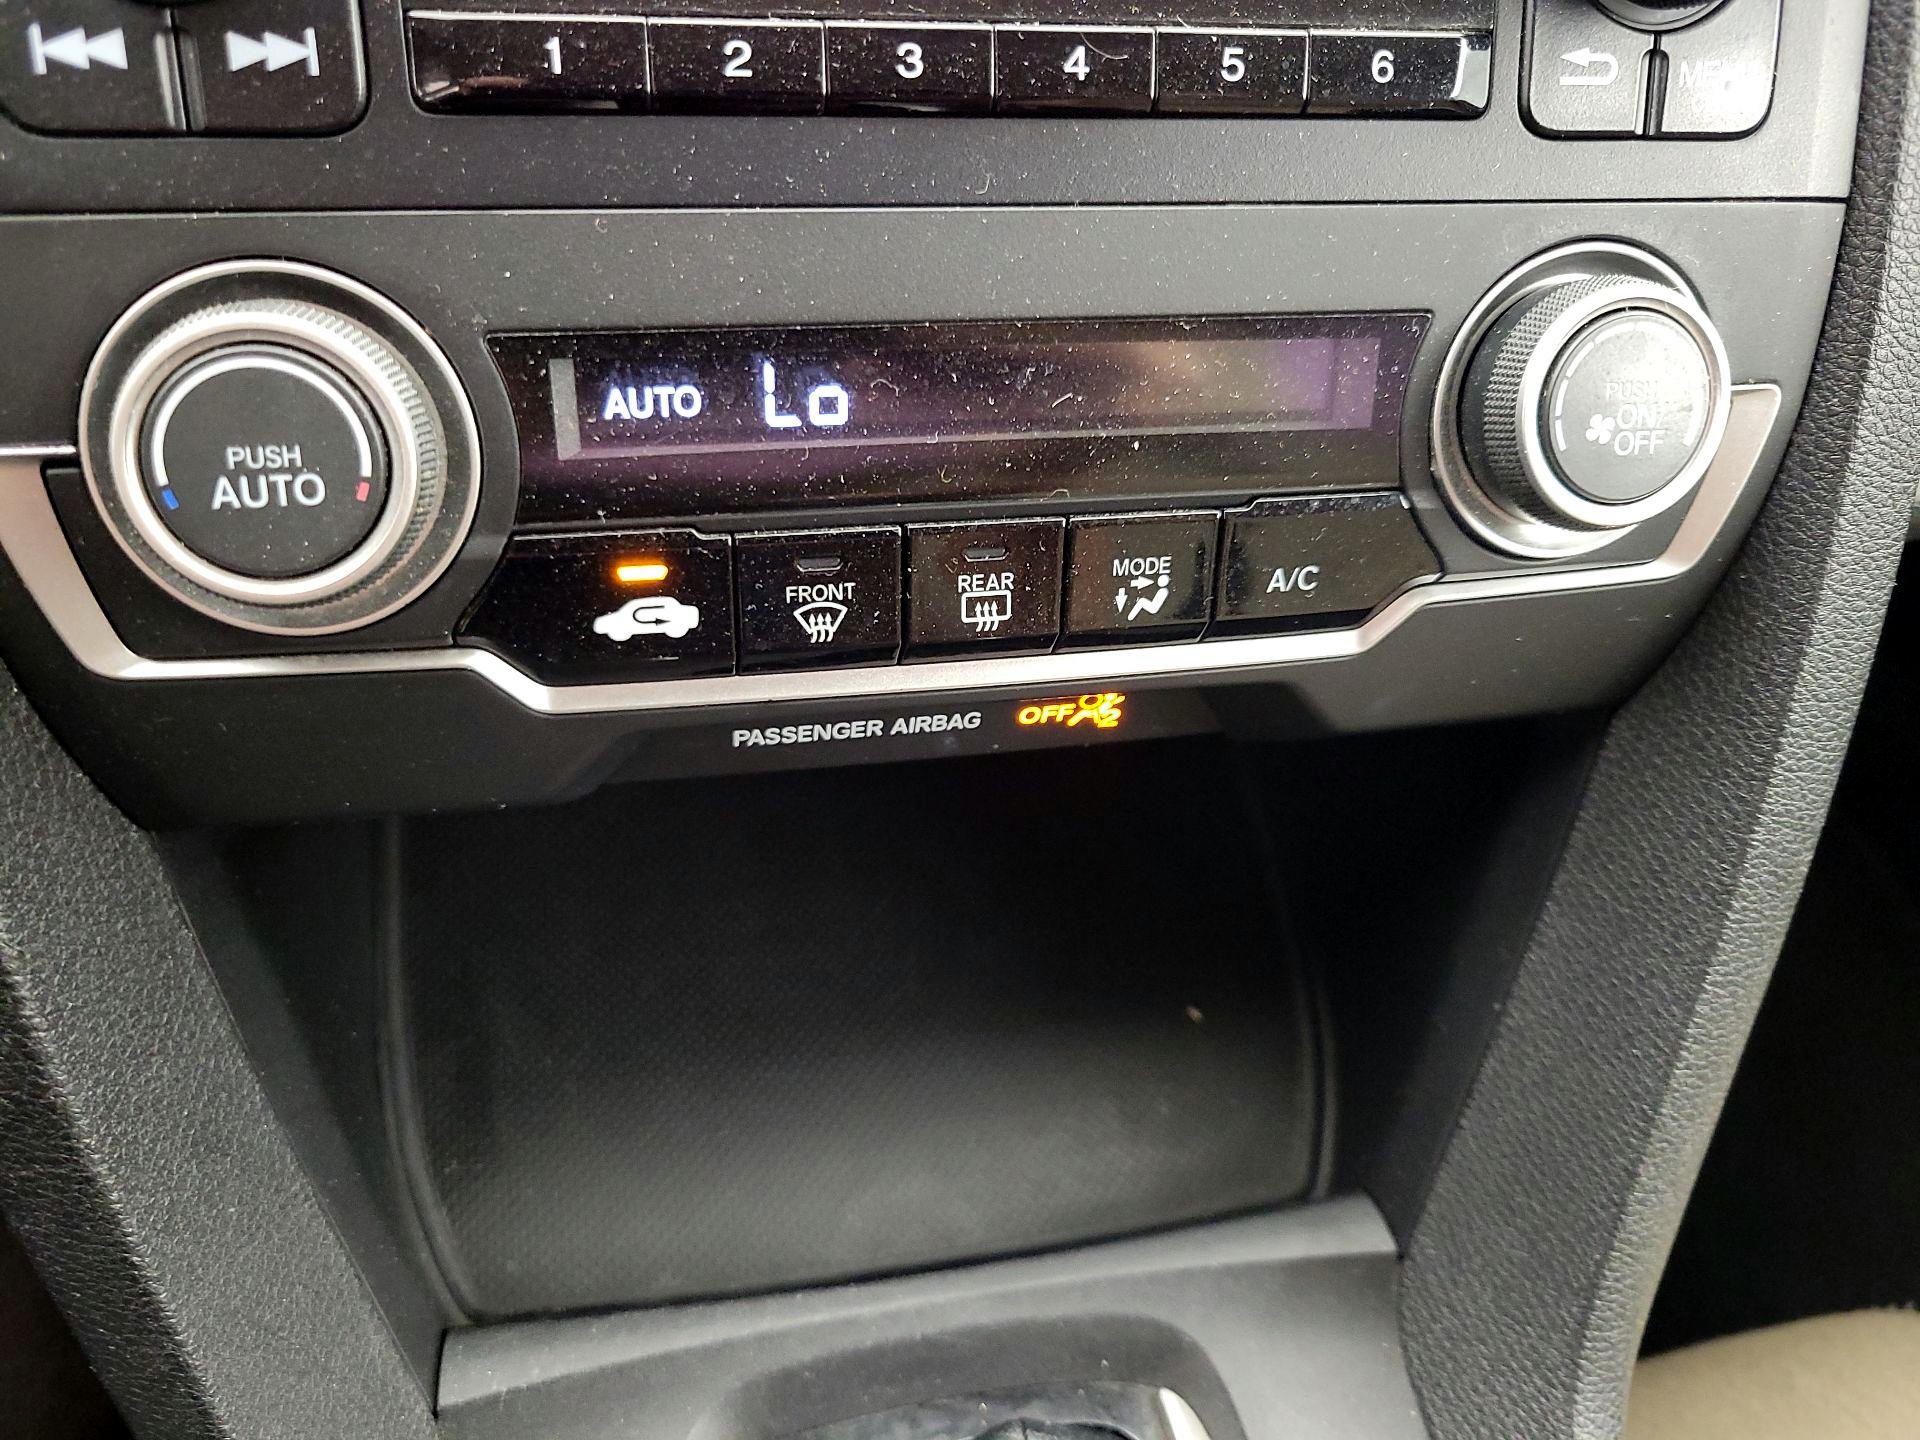 1 2 3 4 5 6
AUTO Lo
PUSH
AUTO
PUSH
ON/
OFF
FRONT
REAR
MODE
A/C
PASSENGER AIRBAG OFF
2